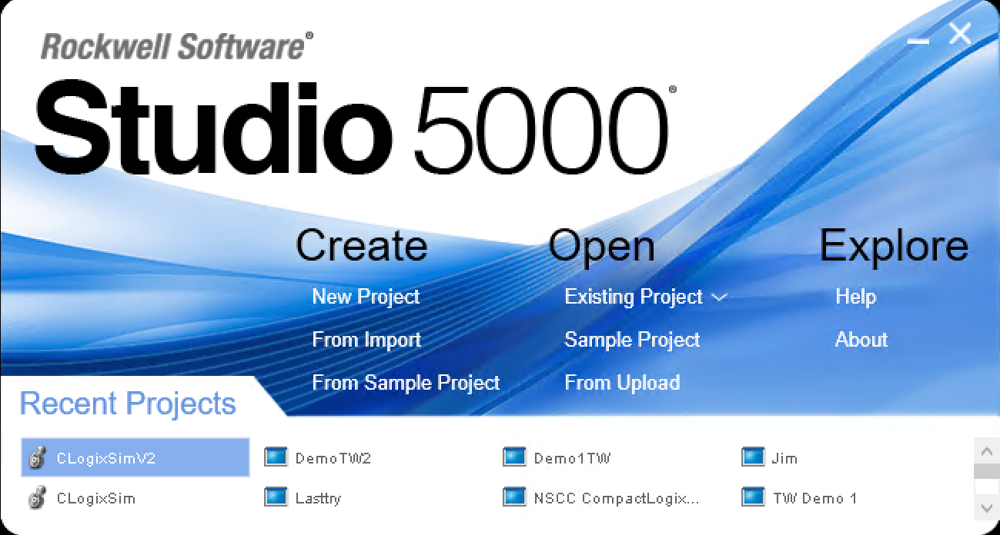 Rockwell Software®
Studio 5000®
Create
New Project
From Import
From Sample Project
Open
Existing Project
Sample Project
From Upload
Explore
Help
About
Recent Projects
CLogixSimV2
DemoTW2
Demo1TW
Jim
CLogixSim
Lasttry
NSCC CompactLogix...
TW Demo 1